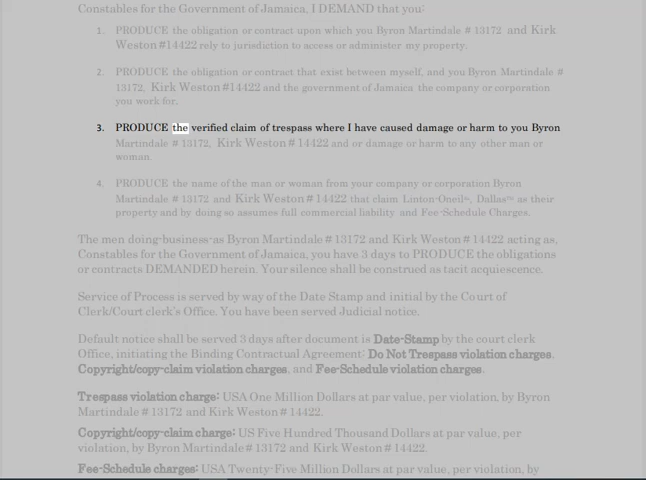 Constables for the Government of Jamaica, I DEMAND that you:
1. PRODUCE the obligation or contract upon which you Byron Martindale # 13172 and Kirk
Weston #14422 rely to jurisdiction to access or administer my property.
2. PRODUCE the obligation or contract that exist between myself, and you Byron Martindale #
13172, Kirk Weston #14422 and the government of Jamaica the company or corporation
you work for.
3. PRODUCE the verified claim of trespass where I have caused damage or harm to you Byron
Martindale # 13172, Kirk Weston # 14422 and or damage or harm to any other man or
woman.
4. PRODUCE the name of the man or woman from your company or corporation Byron
Martindale # 13172 and Kirk Weston # 14422 that claim Linton-Oneil™, Dallas™ as their
property and by doing so assumes full commercial liability and Fee-Schedule Charges.
The men doing-business-as Byron Martindale # 13172 and Kirk Weston # 14422 acting as,
Constables for the Government of Jamaica, you have 3 days to PRODUCE the obligations
or contracts DEMANDED herein. Your silence shall be construed as tacit acquiescence.
Service of Process is served by way of the Date Stamp and initial by the Court of
Clerk/Court clerk's Office. You have been served Judicial notice.
Default notice shall be served 3 days after document is Date-Stamp by the court clerk
Office, initiating the Binding Contractual Agreement: Do Not Trespass violation charges,
Copyright/copy-claim violation charges, and Fee-Schedule violation charges.
Trespass violation charge: USA One Million Dollars at par value, per violation, by Byron
Martindale # 13172 and Kirk Weston # 14422.
Copyright/copy-claim charge: US Five Hundred Thousand Dollars at par value, per
violation, by Byron Martindale # 13172 and Kirk Weston # 14422.
Fee-Schedule charges: USA Twenty-Five Million Dollars at par value, per violation, by